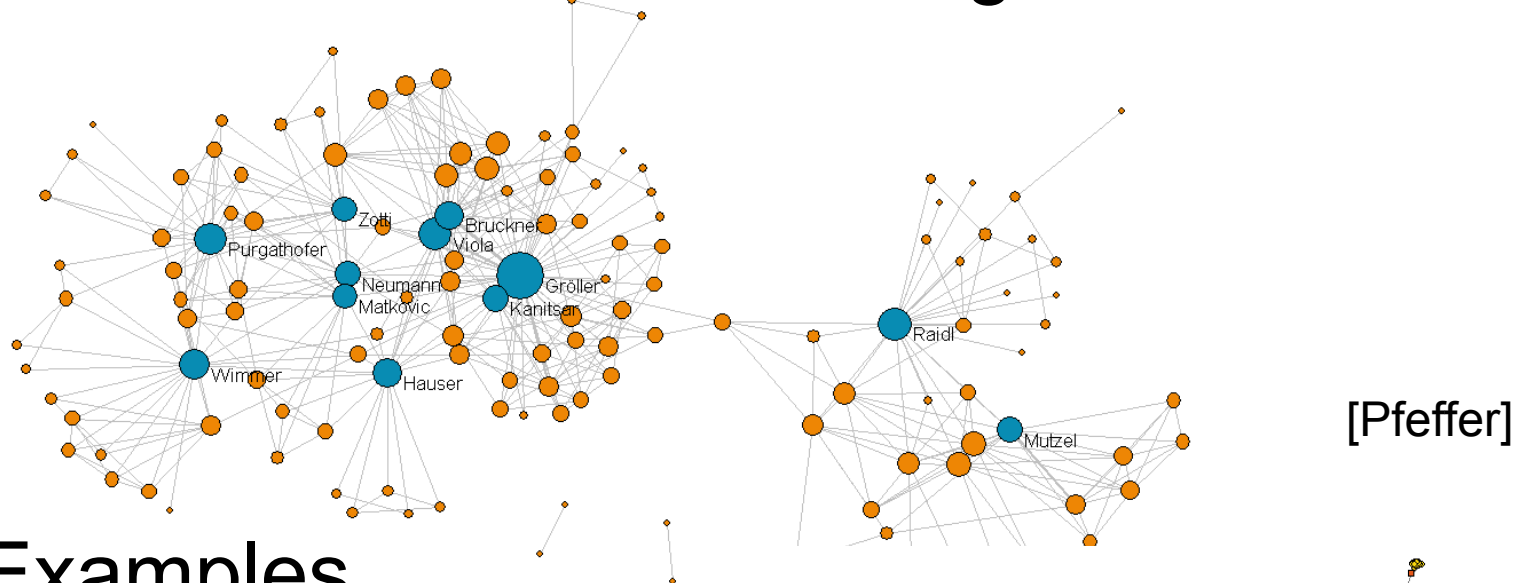 Zotti
Bruckner
Viola
Purgathofer
Neumann
Gröller
Matkovic
Kanitsar
Raidl
Wimmer
Hauser
[Pfeffer]
Mutzel
Examples